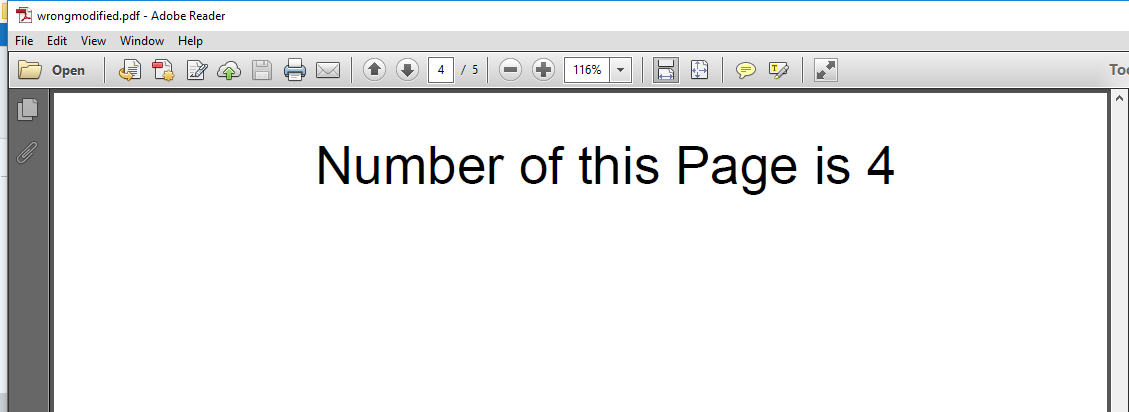 wrongmodified.pdf - Adobe Reader
File Edit View Window Help
Open 4 / 5 116%
Number of this Page is 4